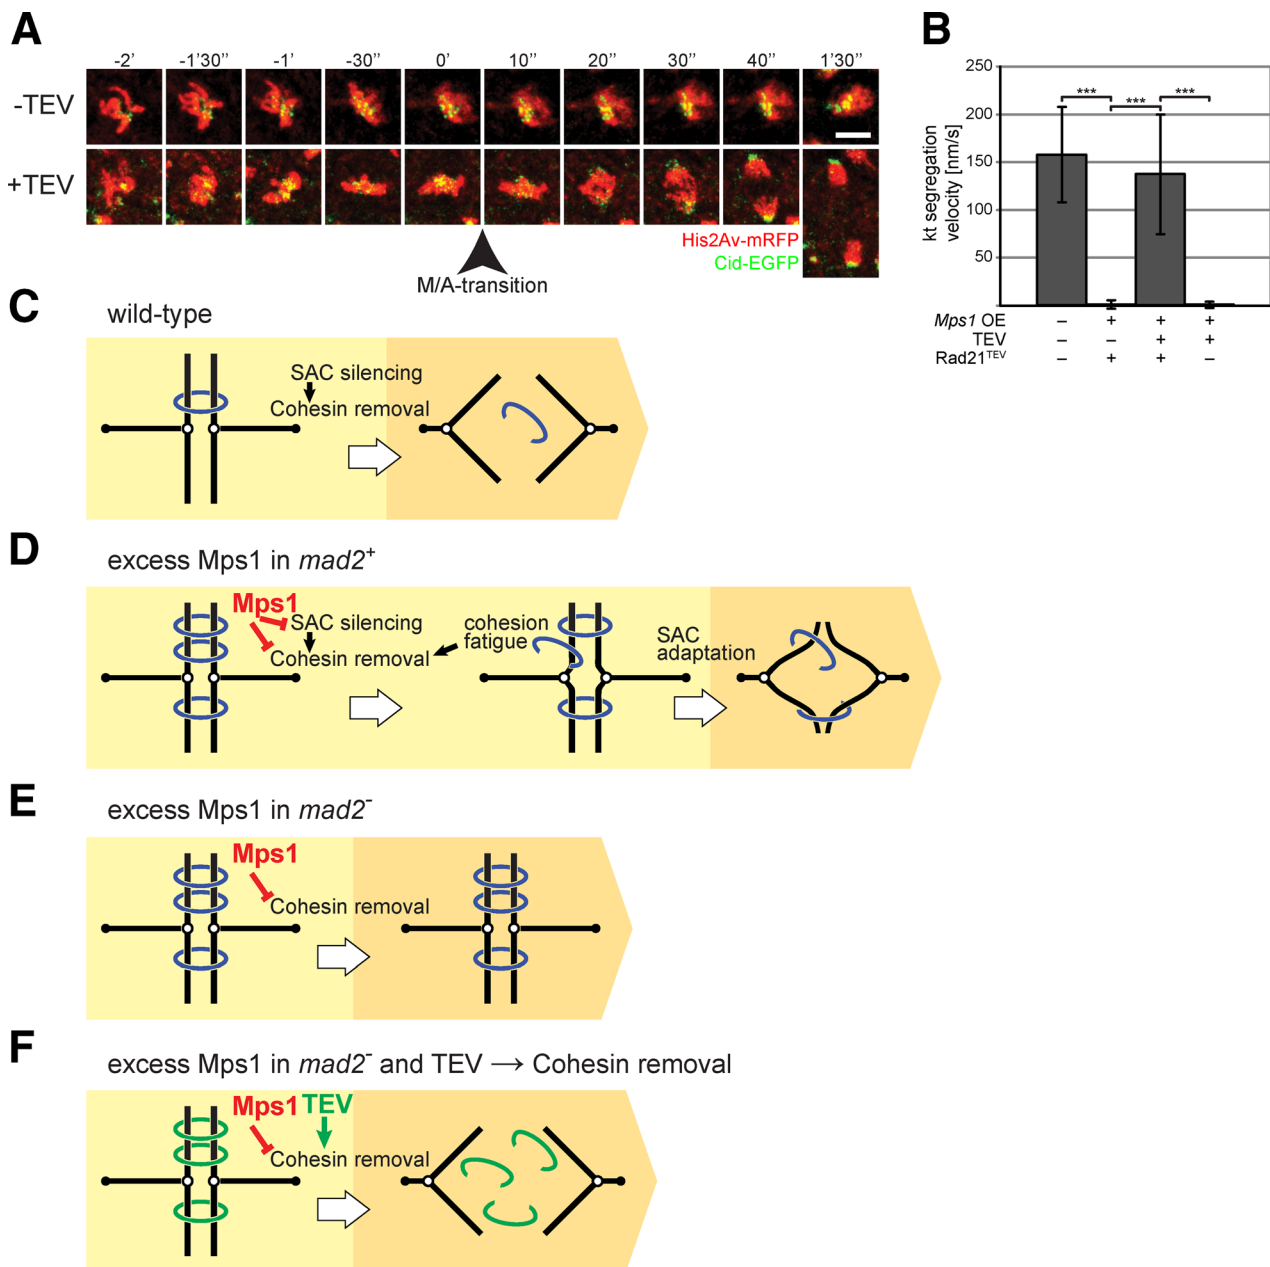 A
-2’ -1’30’’ -1’ -30’’ 0’ 10’’ 20’’ 30’’ 40’’ 1’30’’
-TEV
+TEV
His2Av-mRFP
Cid-EGFP
M/A-transition
B
kt segregation
velocity [nm/s]
250
200
150
100
50
*** *** ***
Mps1 OE – + + +
TEV – – + +
Rad21TEV – + + –
C
wild-type
SAC silencing
Cohesin removal
D
excess Mps1 in mad2+
Mps1
SAC silencing
Cohesin removal
cohesion
fatigue
SAC
adaptation
E
excess Mps1 in mad2-
Mps1
Cohesin removal
F
excess Mps1 in mad2- and TEV → Cohesin removal
Mps1 TEV
Cohesin removal